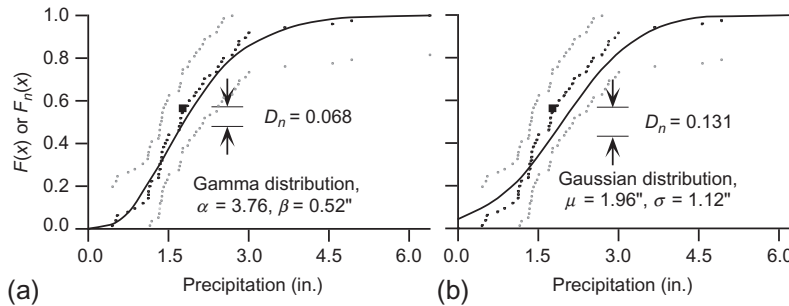 F(x) or Fn(x)
1.0
0.8
0.6
0.4
0.2
0.0
Dn = 0.068
Gamma distribution,
α = 3.76, β = 0.52"
0.0 1.5 3.0 4.5 6.0
Precipitation (in.)
(a)
Dn = 0.131
Gaussian distribution,
μ = 1.96", σ = 1.12"
0.0 1.5 3.0 4.5 6.0
Precipitation (in.)
(b)